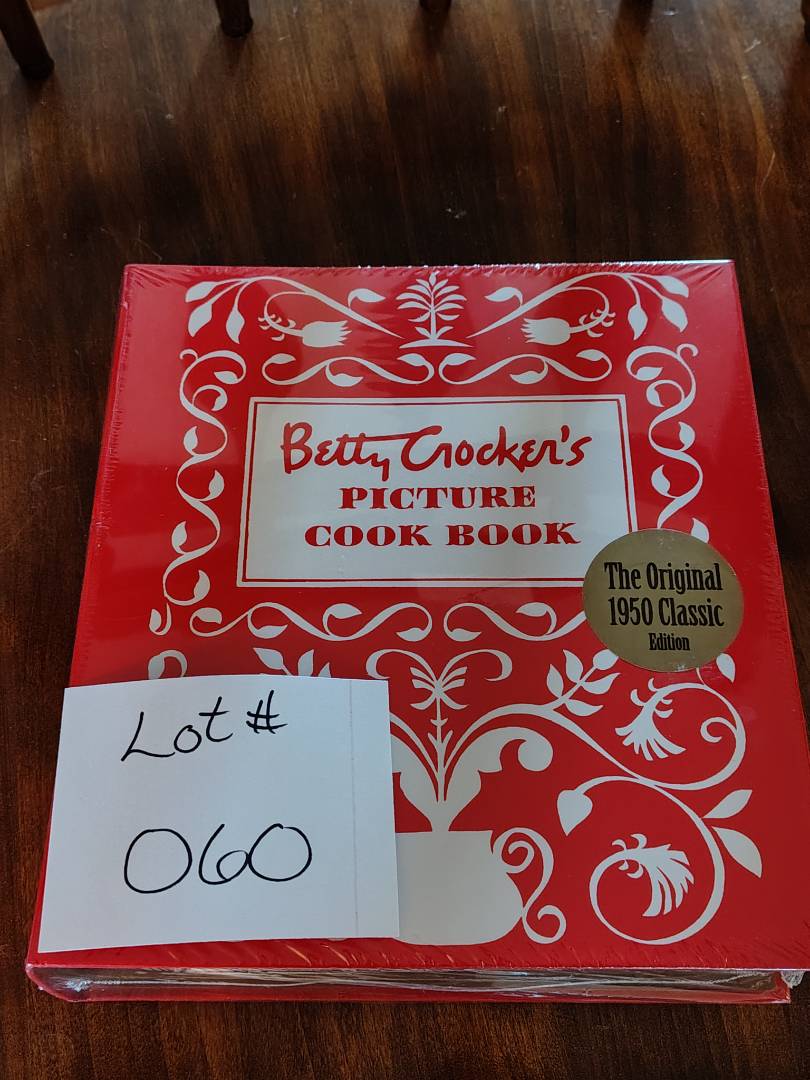 Betty Crocker's
PICTURE
COOK BOOK
The Original
1950 Classic
Edition
Lot #
060